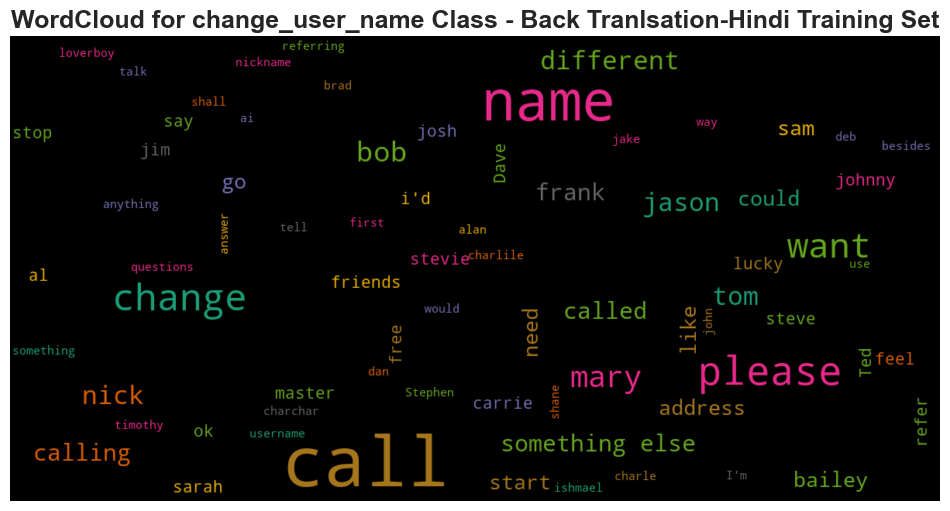 WordCloud for change_user_name Class - Back Tranlsation-Hindi Training Set
referring
loverboy
different
nickname
talk
name
brad
shall
ai
say
josh
way
sam
stop
jake
deb
besides
jim
bob
Dave
go
frank
johnny
i'd
jason
could
anything
answer
tell
first
alan
want
stevie
charlile
lucky
use
questions
al
friends
change
would
called
tom
need
like
john
steve
free
something
Ted
feel
dan
mary
please
nick
master
Stephen
shane
carrie
address
refer
charchar
timothy
ok
username
call
something else
calling
sarah
start
ishmael
charle
I'm
bailey